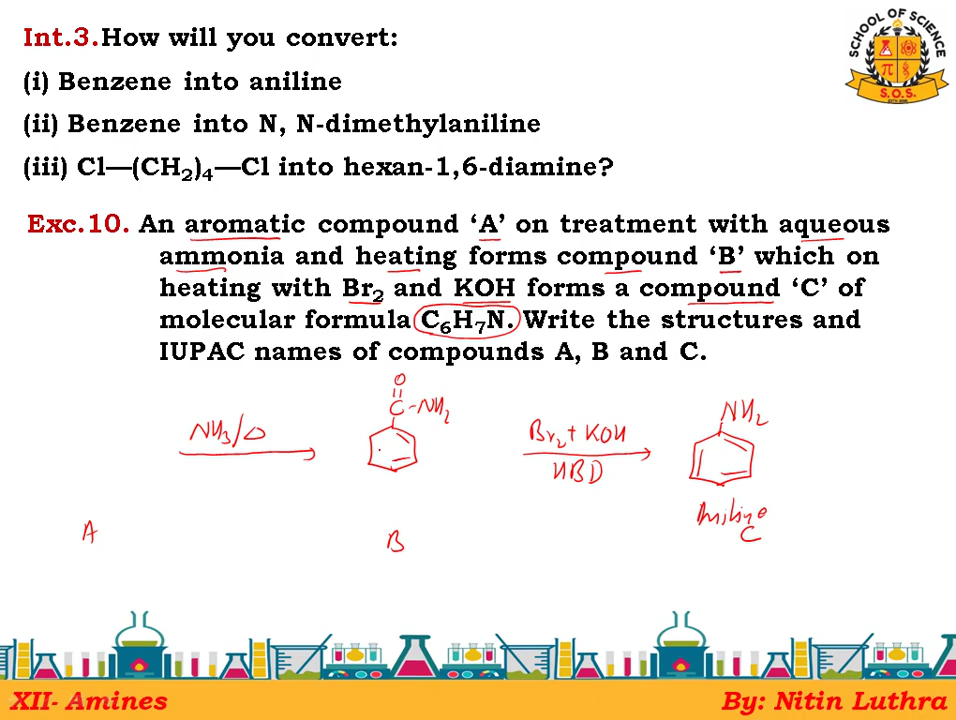 Int.3.How will you convert:
(i) Benzene into aniline
(ii) Benzene into N, N-dimethylaniline
(iii) Cl—(CH₂)₄—Cl into hexan-1,6-diamine?
SCHOOL OF SCIENCE
π
S.O.S.
Exc.10. An aromatic compound ‘A’ on treatment with aqueous
ammonia and heating forms compound ‘B’ which on
heating with Br₂ and KOH forms a compound ‘C’ of
molecular formula C₆H₇N. Write the structures and
IUPAC names of compounds A, B and C.
O
C-NH₂
NH₃/Δ
Br₂+ KOH
HBD
NH₂
Aniline
A
B
C
XII- Amines
By: Nitin Luthra